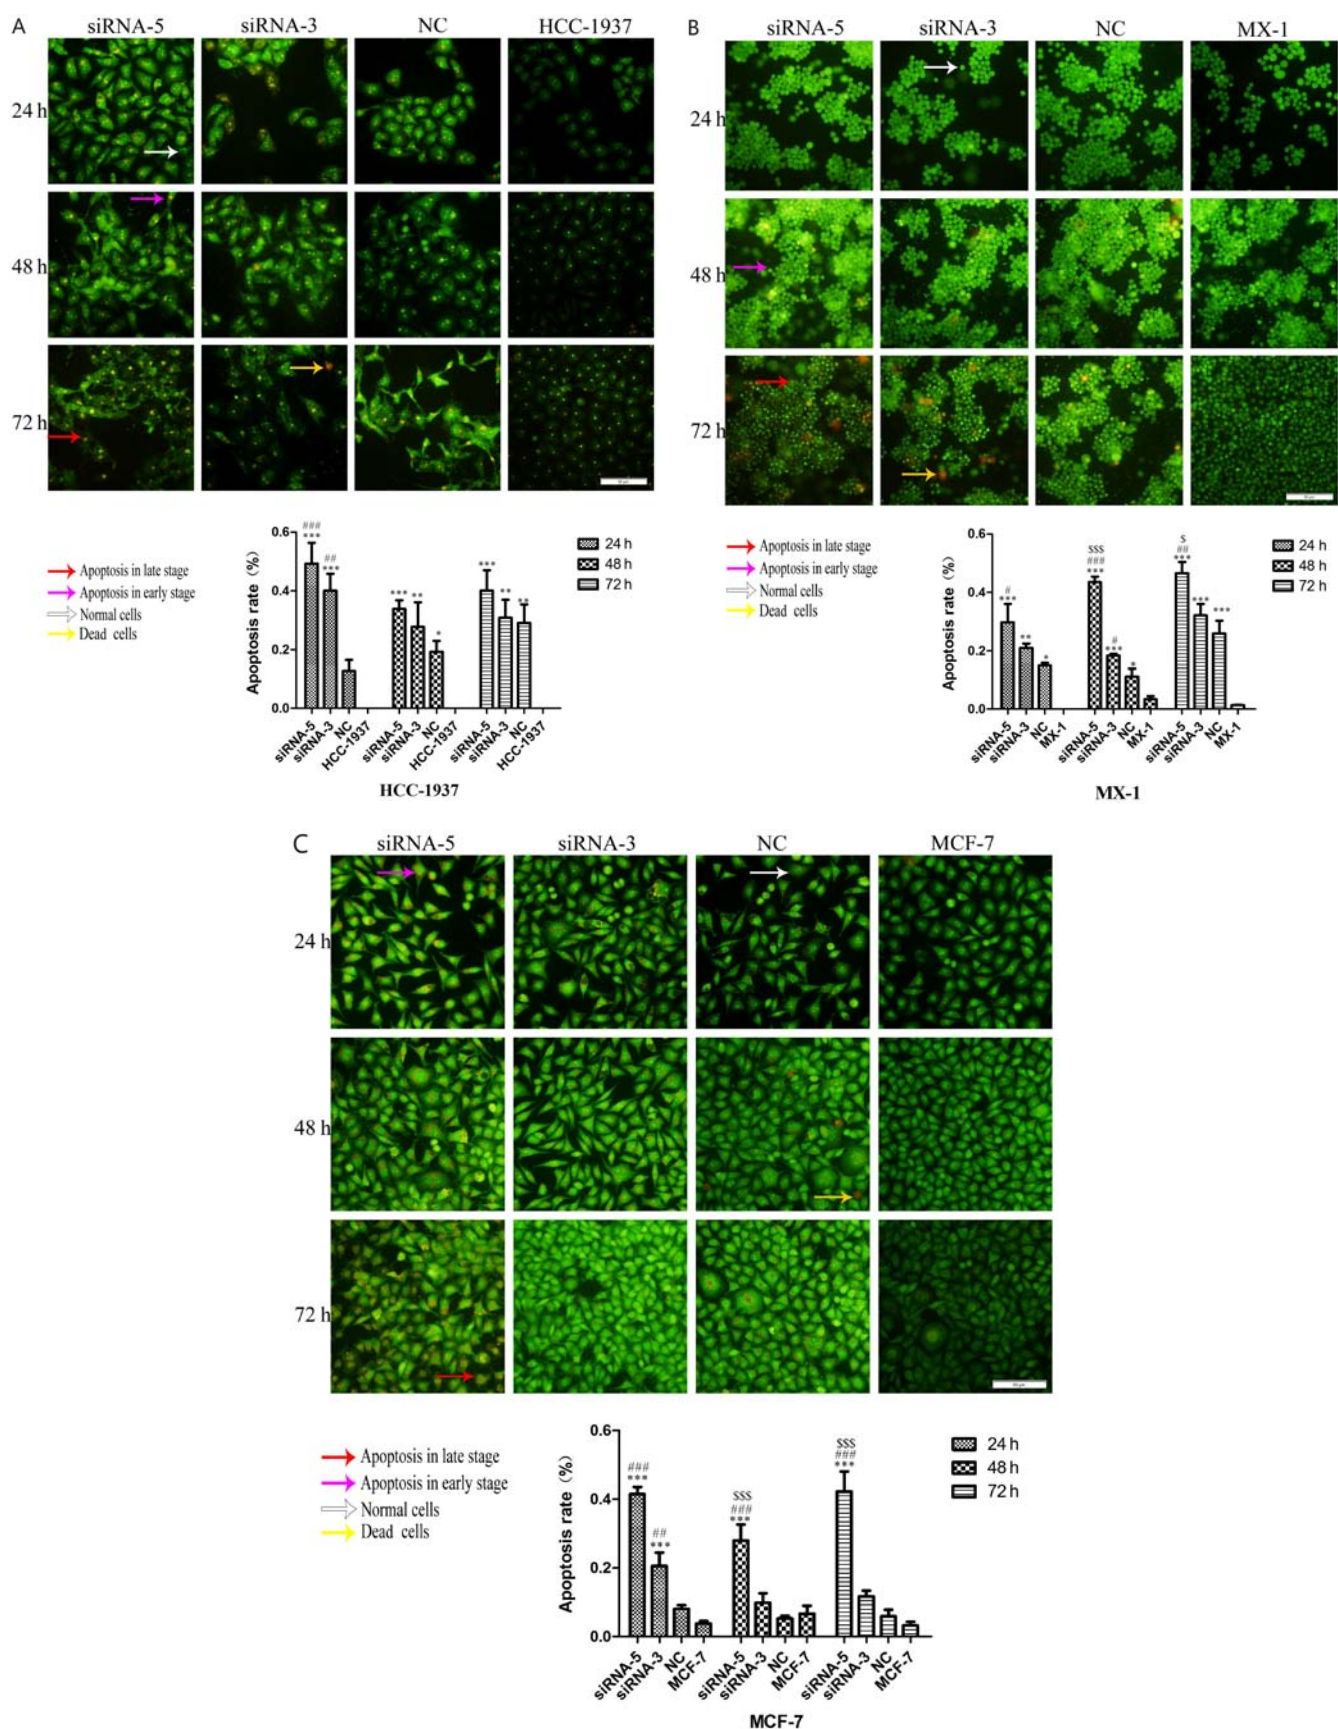 A
siRNA-5 siRNA-3 NC HCC-1937
24 h
48 h
72 h
Apoptosis in late stage
Apoptosis in early stage
Normal cells
Dead cells
Apoptosis rate (%)
0.6
0.4
0.2
0.0
###
***
##
***
***
**
*
***
**
**
24 h
48 h
72 h
siRNA-5 siRNA-3 NC HCC-1937 siRNA-5 siRNA-3 NC HCC-1937 siRNA-5 siRNA-3 NC HCC-1937
HCC-1937
B
siRNA-5 siRNA-3 NC MX-1
24 h
48 h
72 h
Apoptosis in late stage
Apoptosis in early stage
Normal cells
Dead cells
Apoptosis rate (%)
0.6
0.4
0.2
0.0
#
***
**
*
$$$
###
***
#
***
*
$
##
***
***
***
24 h
48 h
72 h
siRNA-5 siRNA-3 NC MX-1 siRNA-5 siRNA-3 NC MX-1 siRNA-5 siRNA-3 NC MX-1
MX-1
C
siRNA-5 siRNA-3 NC MCF-7
24 h
48 h
72 h
Apoptosis in late stage
Apoptosis in early stage
Normal cells
Dead cells
Apoptosis rate (%)
0.6
0.4
0.2
0.0
###
***
##
***
$$$
###
***
$$$
###
***
24 h
48 h
72 h
siRNA-5 siRNA-3 NC MCF-7 siRNA-5 siRNA-3 NC MCF-7 siRNA-5 siRNA-3 NC MCF-7
MCF-7